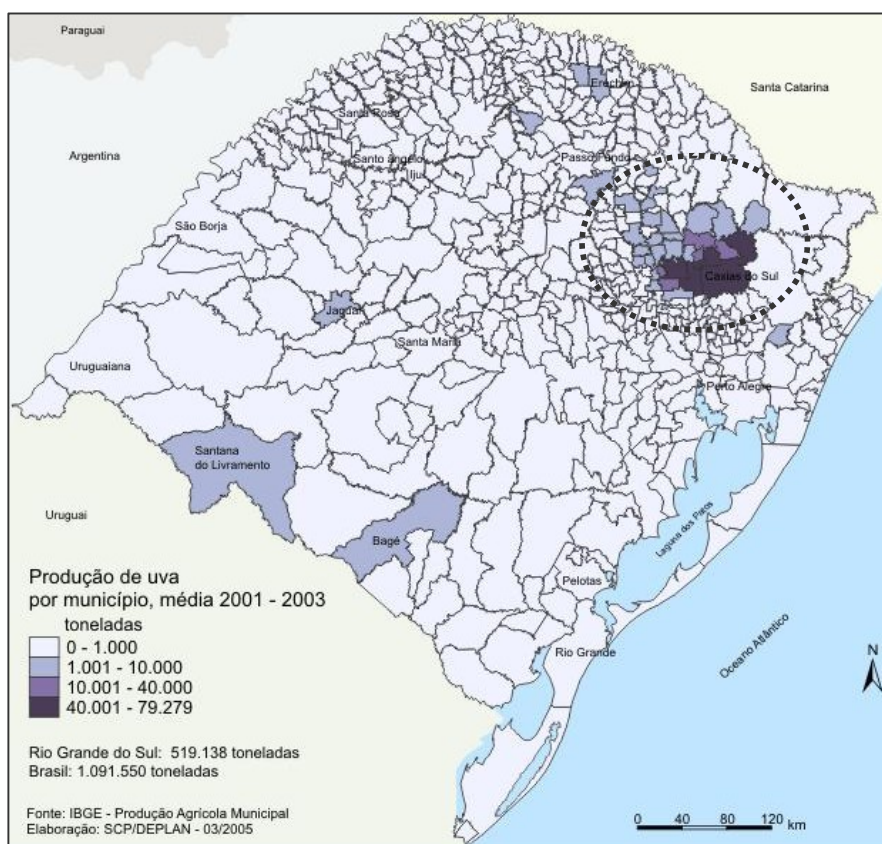 Paraguai
Santa Catarina
Erechim
Santa Rosa
Argentina
Santo ângelo
Passo Fundo
Ijuí
São Borja
Caxias do Sul
Jaguari
Santa Maria
Uruguaiana
Porto Alegre
Santana
do Livramento
Uruguai
Bagé
Laguna dos Patos
Pelotas
Rio Grande
Oceano Atlântico
N
Produção de uva
por município, média 2001 - 2003
toneladas
0 - 1.000
1.001 - 10.000
10.001 - 40.000
40.001 - 79.279
Rio Grande do Sul: 519.138 toneladas
Brasil: 1.091.550 toneladas
Fonte: IBGE - Produção Agrícola Municipal
Elaboração: SCP/DEPLAN - 03/2005
0 40 80 120
km